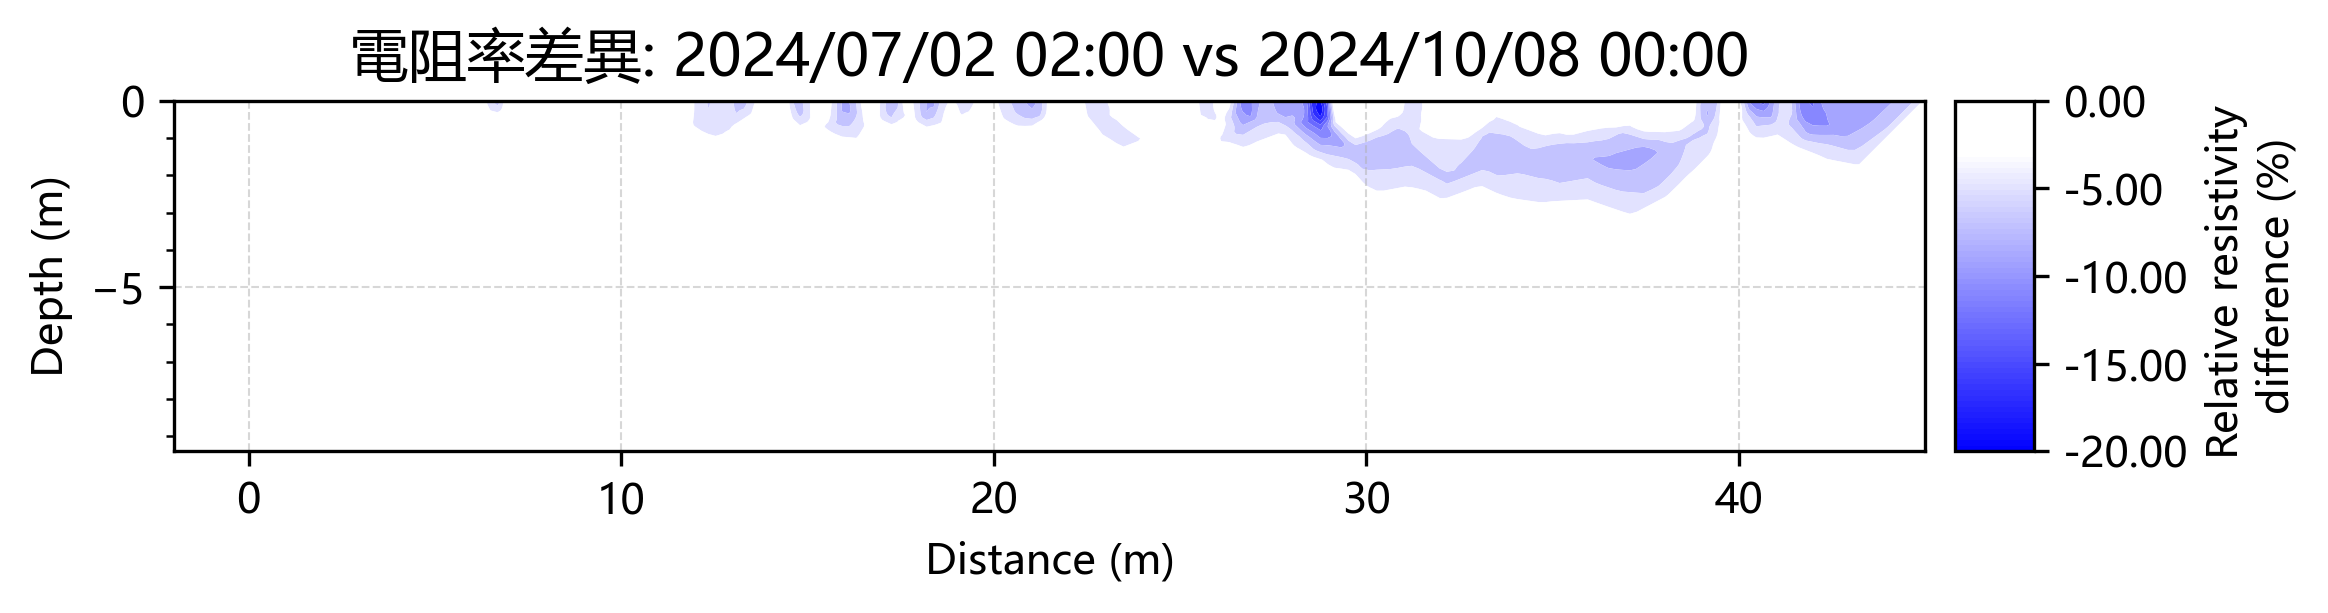 電阻率差異: 2024/07/02 02:00 vs 2024/10/08 00:00
0
−5
Depth (m)
0
10
20
30
40
Distance (m)
0.00
-5.00
-10.00
-15.00
-20.00
Relative resistivity
difference (%)